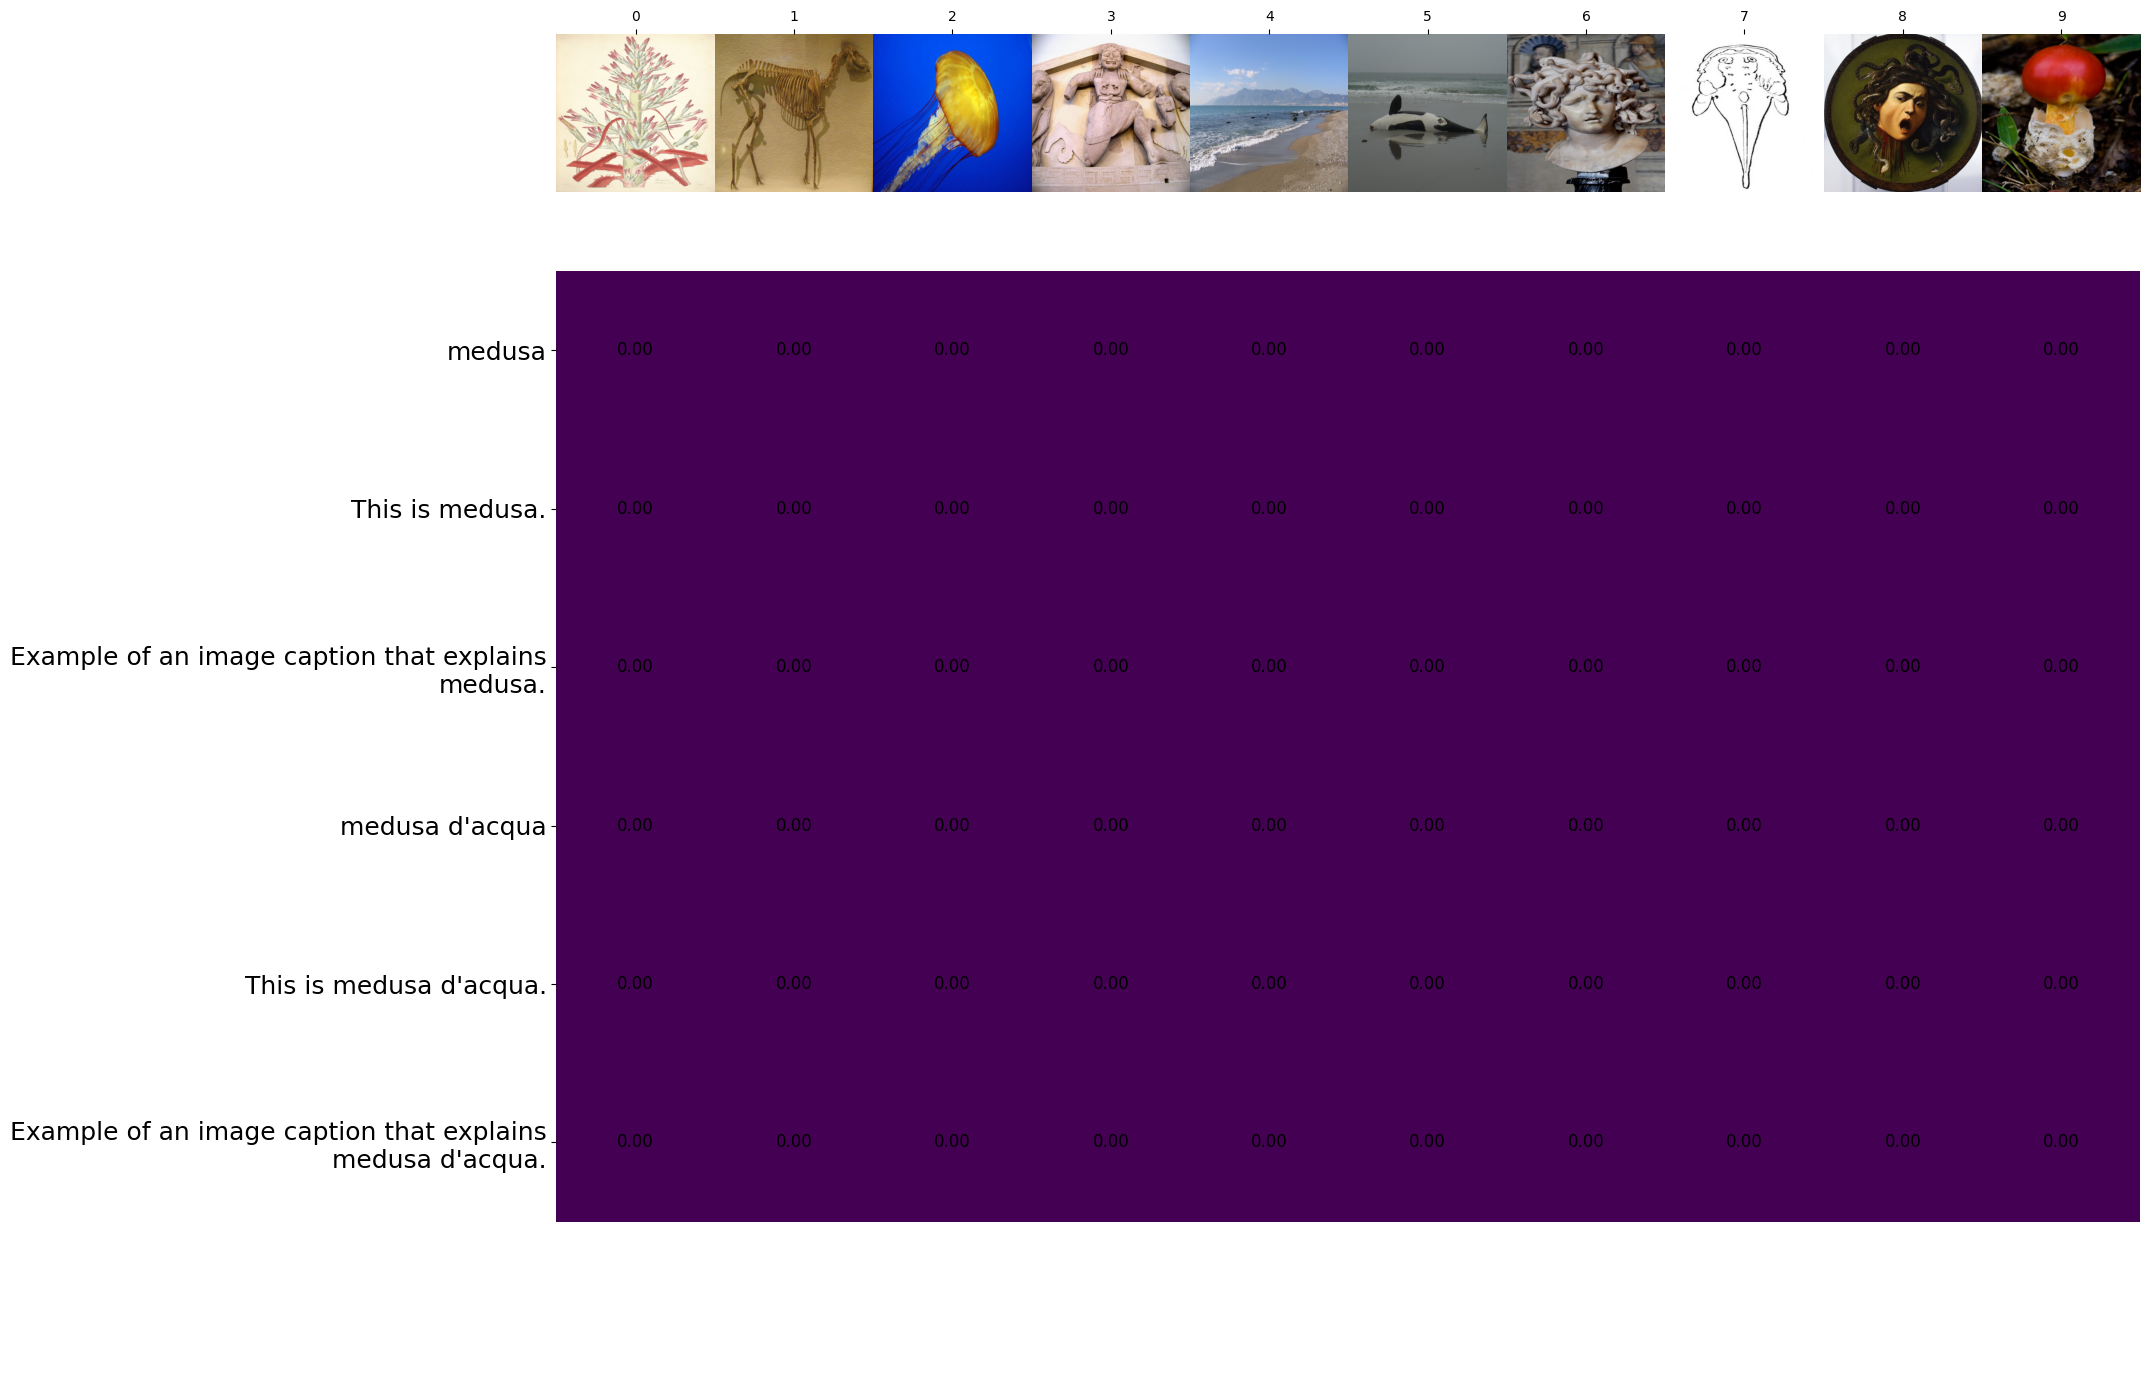 0 1 2 3 4 5 6 7 8 9
medusa 0.00 0.00 0.00 0.00 0.00 0.00 0.00 0.00 0.00 0.00
This is medusa. 0.00 0.00 0.00 0.00 0.00 0.00 0.00 0.00 0.00 0.00
Example of an image caption that explains
medusa. 0.00 0.00 0.00 0.00 0.00 0.00 0.00 0.00 0.00 0.00
medusa d'acqua 0.00 0.00 0.00 0.00 0.00 0.00 0.00 0.00 0.00 0.00
This is medusa d'acqua. 0.00 0.00 0.00 0.00 0.00 0.00 0.00 0.00 0.00 0.00
Example of an image caption that explains
medusa d'acqua. 0.00 0.00 0.00 0.00 0.00 0.00 0.00 0.00 0.00 0.00